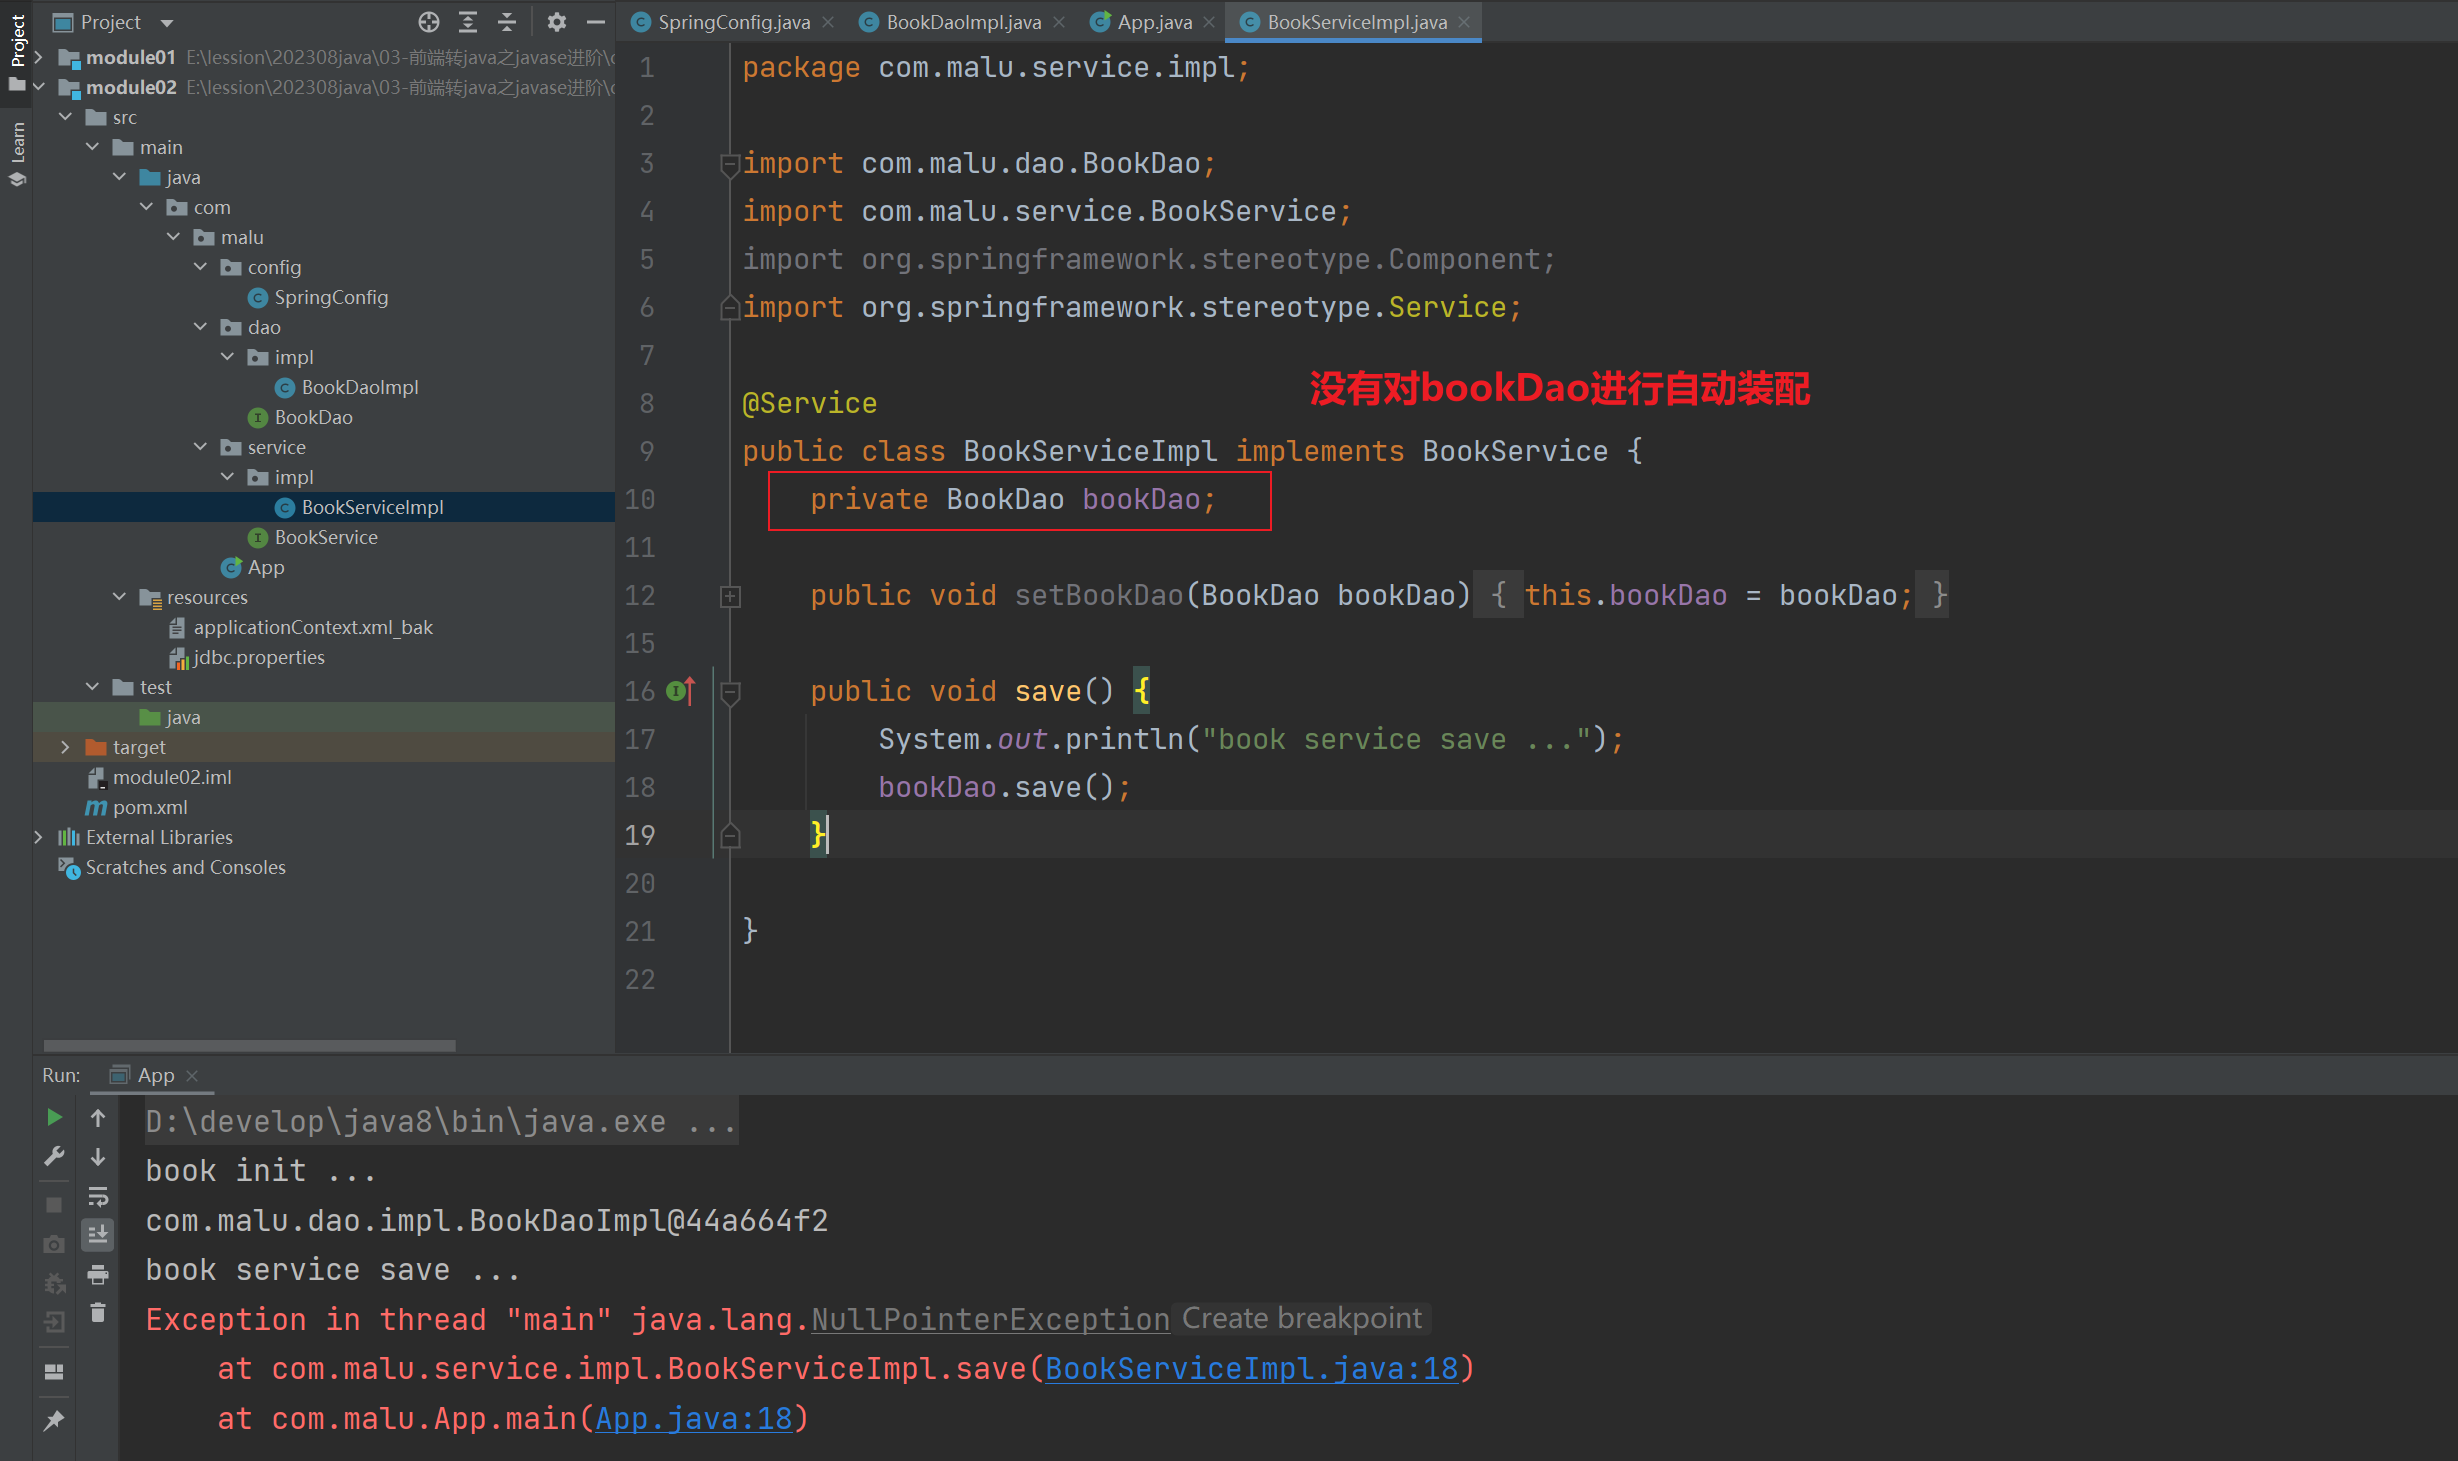 Project
Learn
Project
module01 E:\lession\202308java\03-前端转java之javase进阶\
module02 E:\lession\202308java\03-前端转java之javase进阶\
src
main
java
com
malu
config
SpringConfig
dao
impl
BookDaoImpl
BookDao
service
impl
BookServiceImpl
BookService
App
resources
applicationContext.xml_bak
jdbc.properties
test
java
target
module02.iml
pom.xml
External Libraries
Scratches and Consoles
SpringConfig.java BookDaoImpl.java App.java BookServiceImpl.java
1 package com.malu.service.impl;
2
3 import com.malu.dao.BookDao;
4 import com.malu.service.BookService;
5 import org.springframework.stereotype.Component;
6 import org.springframework.stereotype.Service;
7
没有对bookDao进行自动装配
8 @Service
9 public class BookServiceImpl implements BookService {
10 private BookDao bookDao;
11
12 public void setBookDao(BookDao bookDao) { this.bookDao = bookDao; }
15
16 public void save() {
17 System.out.println("book service save ...");
18 bookDao.save();
19 }
20
21 }
22
Run: App
D:\develop\java8\bin\java.exe ...
book init ...
com.malu.dao.impl.BookDaoImpl@44a664f2
book service save ...
Exception in thread "main" java.lang.NullPointerException Create breakpoint
at com.malu.service.impl.BookServiceImpl.save(BookServiceImpl.java:18)
at com.malu.App.main(App.java:18)